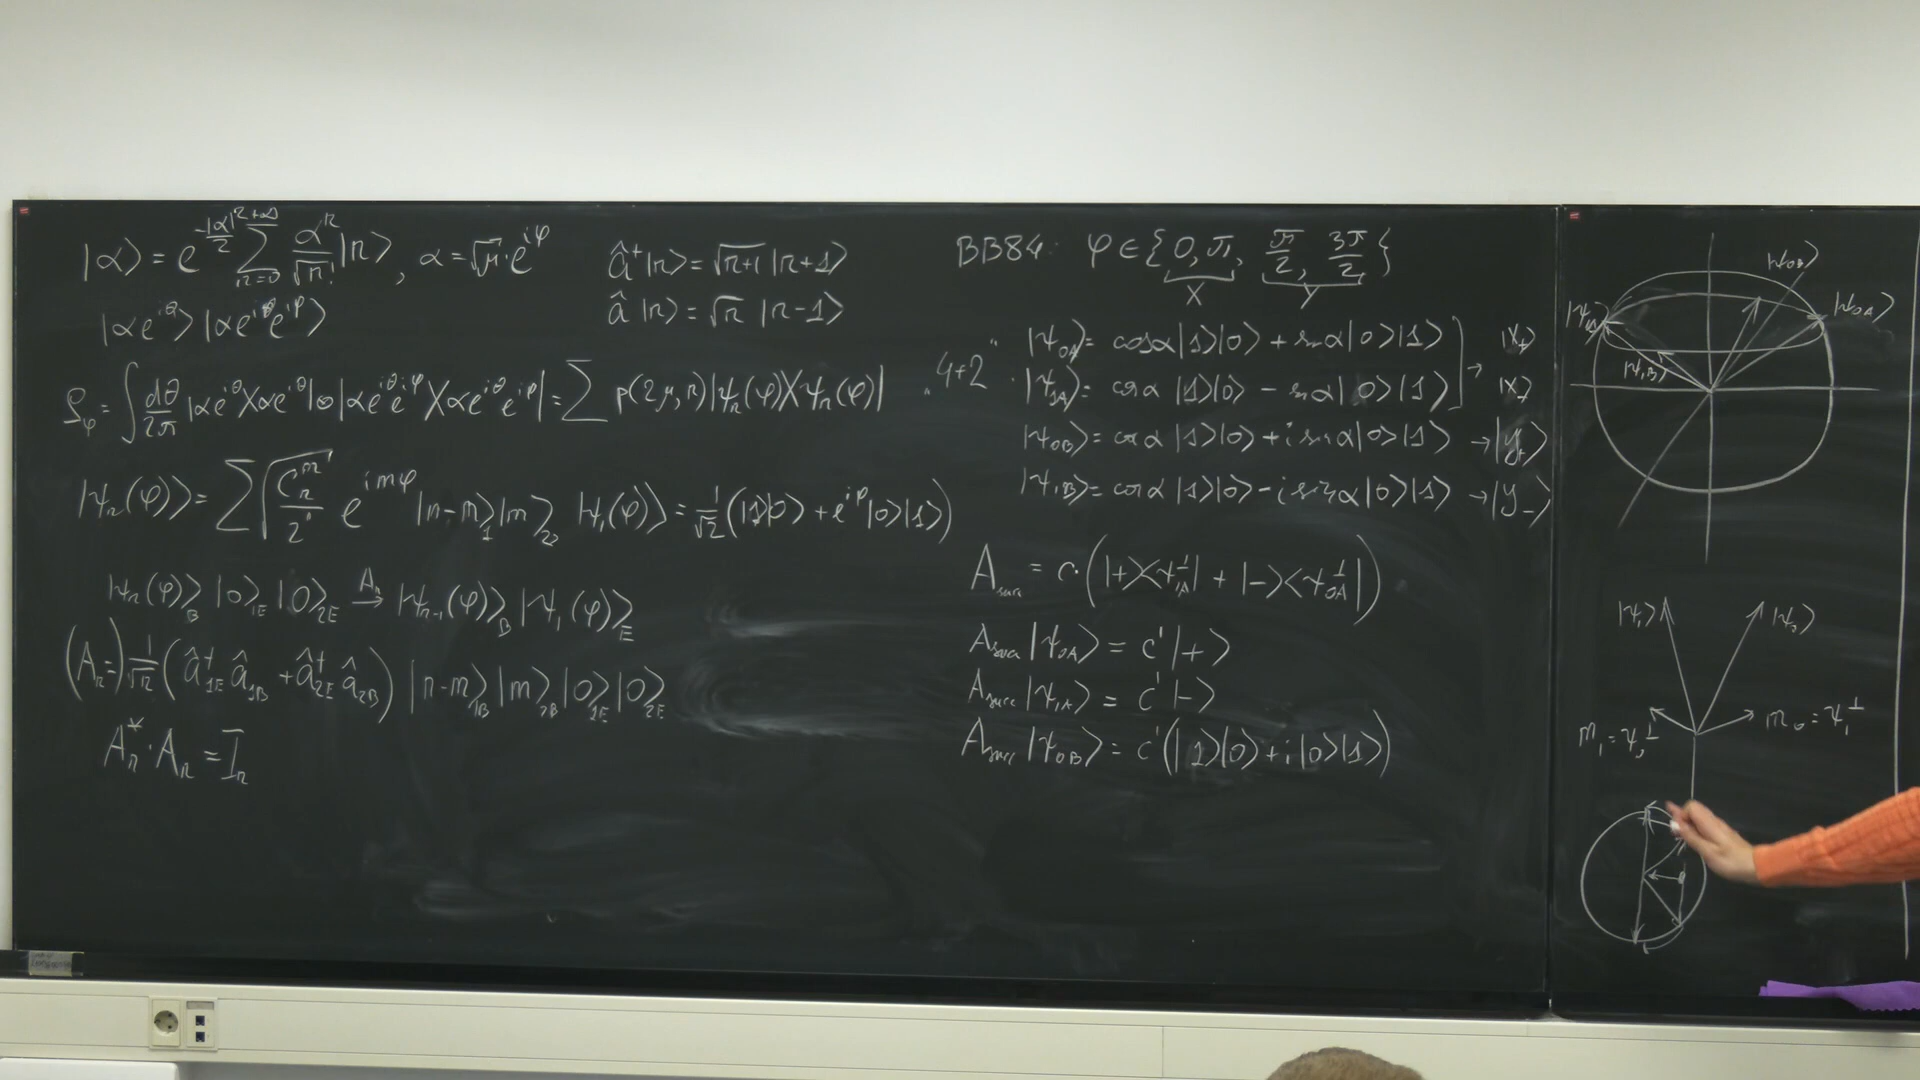 |α⟩ = e^{-|α|²/2} ∑_{n=0}^{+∞} α^n/√n! |n⟩, α = √μ · e^{iφ}
|αe^{iθ}⟩ |αe^{iθ}e^{iφ}⟩
â⁺|n⟩ = √n+1 |n+1⟩
â |n⟩ = √n |n-1⟩
ρ_φ = ∫ dθ/2π |αe^{iθ}⟩⟨αe^{iθ}| ⊗ |αe^{iθ}e^{iφ}⟩⟨αe^{iθ}e^{iφ}| = ∑ p(2μ,n) |ψ_n(φ)⟩⟨ψ_n(φ)|
|ψ_n(φ)⟩ = ∑ √(C_n^m/2^n) e^{imφ} |n-m⟩_1 |m⟩_2 |ψ_1(φ)⟩ = 1/√2 (|1⟩|0⟩ + e^{iφ}|0⟩|1⟩)
|ψ_n(φ)⟩_B |0⟩_{1E} |0⟩_{2E} →^{A_n} |ψ_{n-1}(φ)⟩_B |ψ_1(φ)⟩_E
(A_n =) 1/√n (â⁺_{1E} â_{1B} + â⁺_{2E} â_{2B}) |n-m⟩_{1B} |m⟩_{2B} |0⟩_{1E} |0⟩_{2E}
A_n^* · A_n = I_n
BB84: φ ∈ {0, π, π/2, 3π/2}
X Y
"4+2"
|ψ_{0A}⟩ = cosα|1⟩|0⟩ + sinα|0⟩|1⟩ |X_+⟩
|ψ_{1A}⟩ = cosα |1⟩|0⟩ - sinα|0⟩|1⟩ → |X_-⟩
|ψ_{0B}⟩ = cosα |1⟩|0⟩ + i sinα|0⟩|1⟩ → |y_+⟩
|ψ_{1B}⟩ = cosα |1⟩|0⟩ - i sinα|0⟩|1⟩ → |y_-⟩
A_succ = c · (|+⟩⟨ψ^⊥_{1A}| + |-⟩⟨ψ^⊥_{0A}|)
A_succ |ψ_{0A}⟩ = c' |+⟩
A_succ |ψ_{1A}⟩ = c' |-⟩
A_succ |ψ_{0B}⟩ = c' (|1⟩|0⟩ + i|0⟩|1⟩)
|ψ_{0B}⟩
|ψ_{1A}⟩ |ψ_{0A}⟩
|ψ_{1B}⟩
|ψ_1⟩ |ψ_0⟩
m_1 = ψ_0^⊥ m_0 = ψ_1^⊥